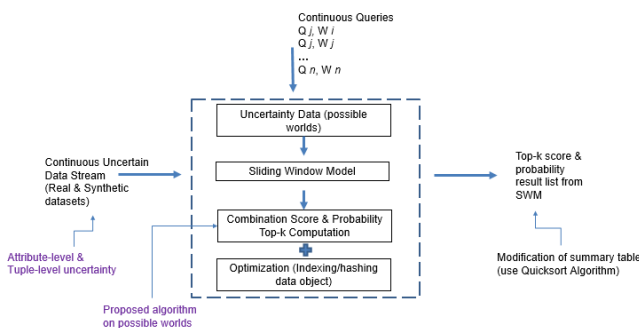 Continuous Queries
Q j, W i
Q j, W j
...
Q n, W n
Uncertainty Data (possible
worlds)
Sliding Window Model
Combination Score & Probability
Top-k Computation
Optimization (Indexing/hashing
data object)
Continuous Uncertain
Data Stream
(Real & Synthetic
datasets)
Attribute-level &
Tuple-level uncertainty
Proposed algorithm
on possible worlds
Top-k score &
probability
result list from
SWM
Modification of summary table
(use Quicksort Algorithm)